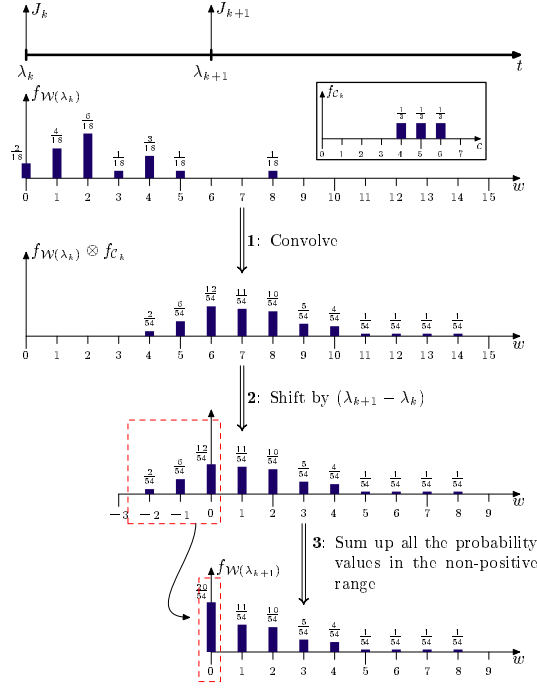 J_k J_{k+1}
λ_k λ_{k+1} t
f_{𝒲(λ_k)}
2/18 4/18 6/18 1/18 3/18 1/18 1/18
0 1 2 3 4 5 6 7 8 9 10 11 12 13 14 15 w
f_{𝒞_k}
1/3 1/3 1/3
0 1 2 3 4 5 6 7 c
1: Convolve
f_{𝒲(λ_k)} ⊗ f_{𝒞_k}
2/54 6/54 12/54 11/54 10/54 5/54 4/54 1/54 1/54 1/54 1/54
0 1 2 3 4 5 6 7 8 9 10 11 12 13 14 15 w
2: Shift by (λ_{k+1} − λ_k)
2/54 6/54 12/54 11/54 10/54 5/54 4/54 1/54 1/54 1/54 1/54
−3 −2 −1 0 1 2 3 4 5 6 7 8 9 w
3: Sum up all the probability
values in the non-positive
range
f_{𝒲(λ_{k+1})}
20/54 11/54 10/54 5/54 4/54 1/54 1/54 1/54 1/54
0 1 2 3 4 5 6 7 8 9 w